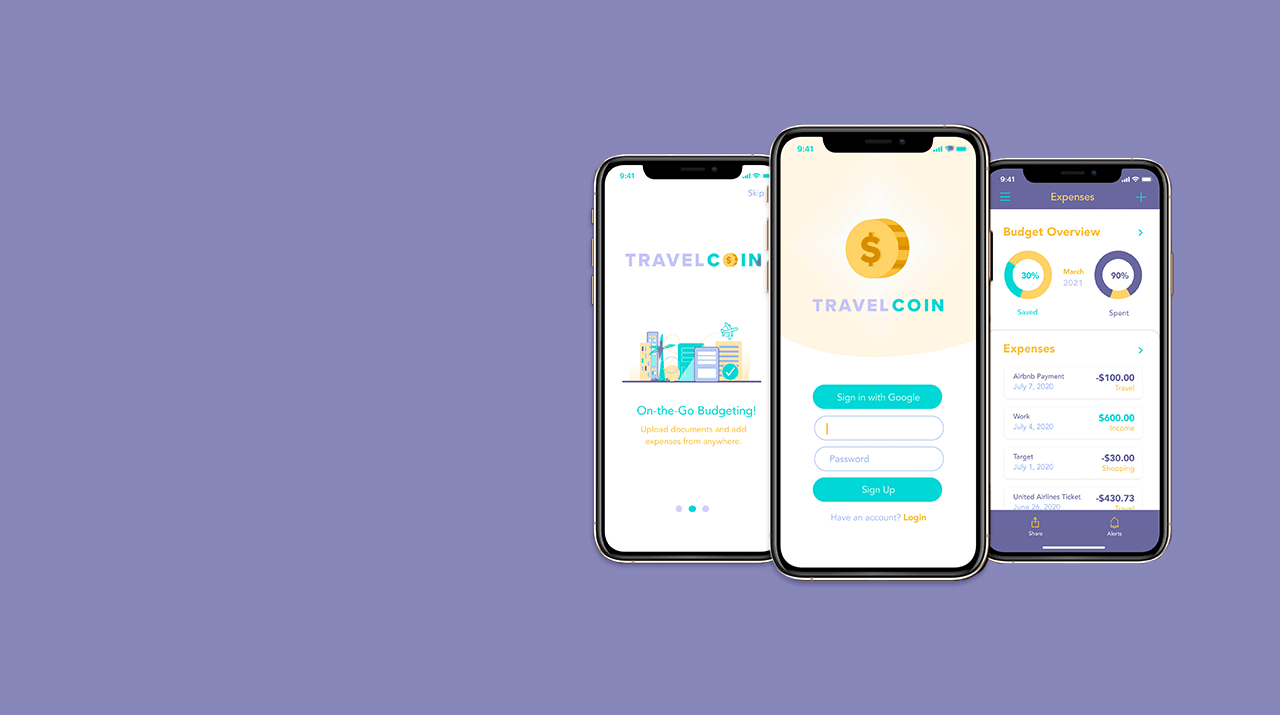 9:41
Skip
TRAVELCOIN
On-the-Go Budgeting!
Upload documents and add
expenses from anywhere.
9:41
$
TRAVELCOIN
Sign in with Google
Password
Sign Up
Have an account? Login
9:41
Expenses
Budget Overview
30%
Saved
March
2021
90%
Spent
Expenses
Airbnb Payment -$100.00
July 7, 2020 Travel
Work $600.00
July 4, 2020 Income
Target -$30.00
July 1, 2020 Shopping
United Airlines Ticket -$430.73
June 26, 2020 Travel
Share
Alerts